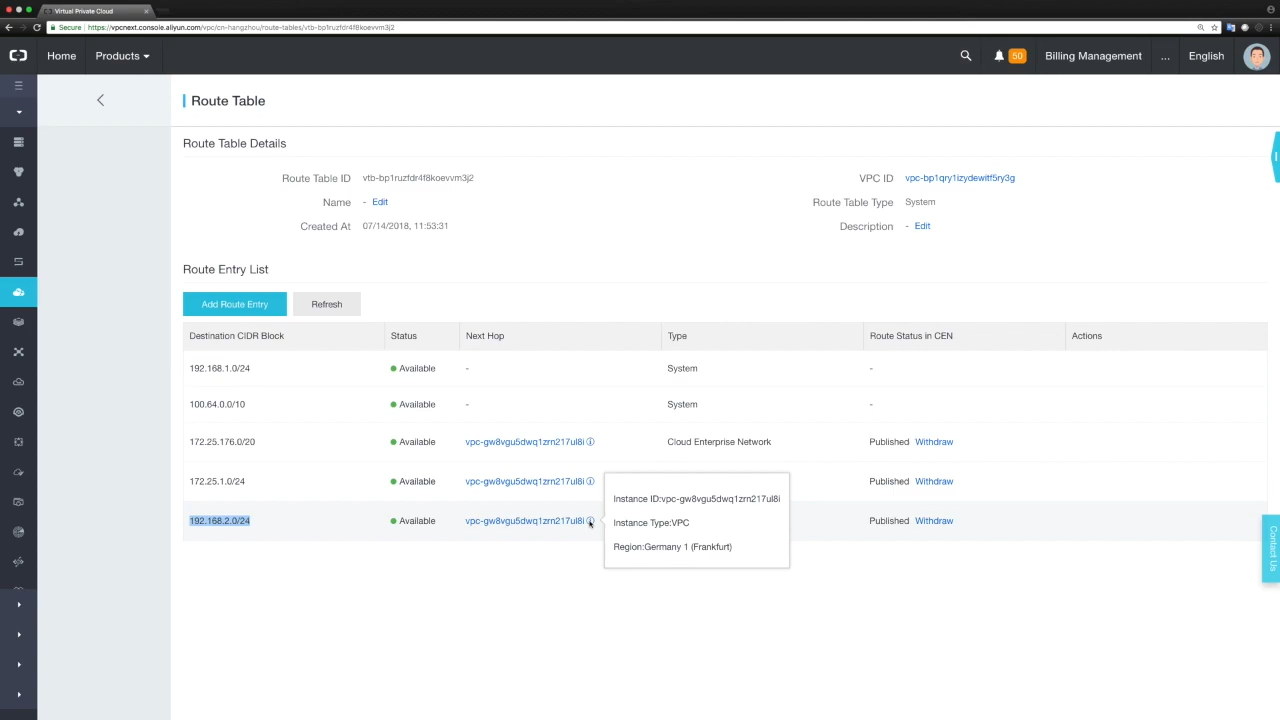 Virtual Private Cloud
Secure https://vpcnext.console.aliyun.com/vpc/cn-hangzhou/route-tables/vtb-bp1ruzfdr4f8koevvm3j2
Home Products 50 Billing Management ... English
Route Table
Route Table Details
Route Table ID vtb-bp1ruzfdr4f8koevvm3j2 VPC ID vpc-bp1qry1izydewitf5ry3g
Name - Edit Route Table Type System
Created At 07/14/2018, 11:53:31 Description - Edit
Route Entry List
Add Route Entry Refresh
Destination CIDR Block Status Next Hop Type Route Status in CEN Actions
192.168.1.0/24 Available - System -
100.64.0.0/10 Available - System -
172.25.176.0/20 Available vpc-gw8vgu5dwq1zrn217ul8i Cloud Enterprise Network Published Withdraw
172.25.1.0/24 Available vpc-gw8vgu5dwq1zrn217ul8i Published Withdraw
192.168.2.0/24 Available vpc-gw8vgu5dwq1zrn217ul8i Published Withdraw
Instance ID:vpc-gw8vgu5dwq1zrn217ul8i
Instance Type:VPC
Region:Germany 1 (Frankfurt)
Contact Us